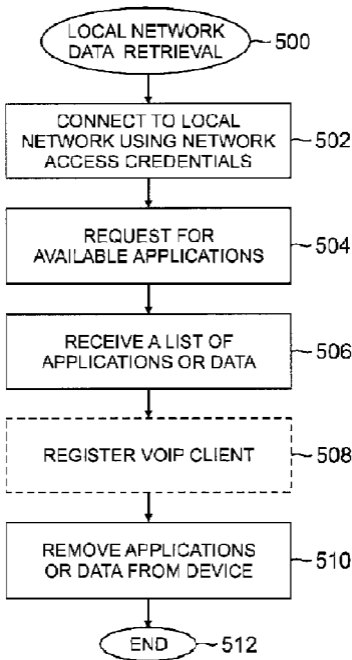 LOCAL NETWORK
DATA RETRIEVAL
500
CONNECT TO LOCAL
NETWORK USING NETWORK
ACCESS CREDENTIALS
502
REQUEST FOR
AVAILABLE APPLICATIONS
504
RECEIVE A LIST OF
APPLICATIONS OR DATA
506
REGISTER VOIP CLIENT
508
REMOVE APPLICATIONS
OR DATA FROM DEVICE
510
END
512